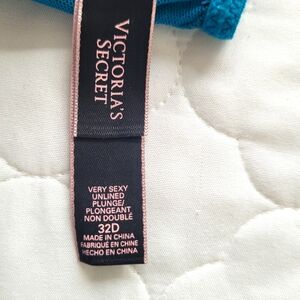 VICTORIA'S
SECRET
VERY SEXY
UNLINED
PLUNGE/
PLONGEANT
NON DOUBLÉ
32D
MADE IN CHINA
FABRIQUÉ EN CHINE
HECHO EN CHINA